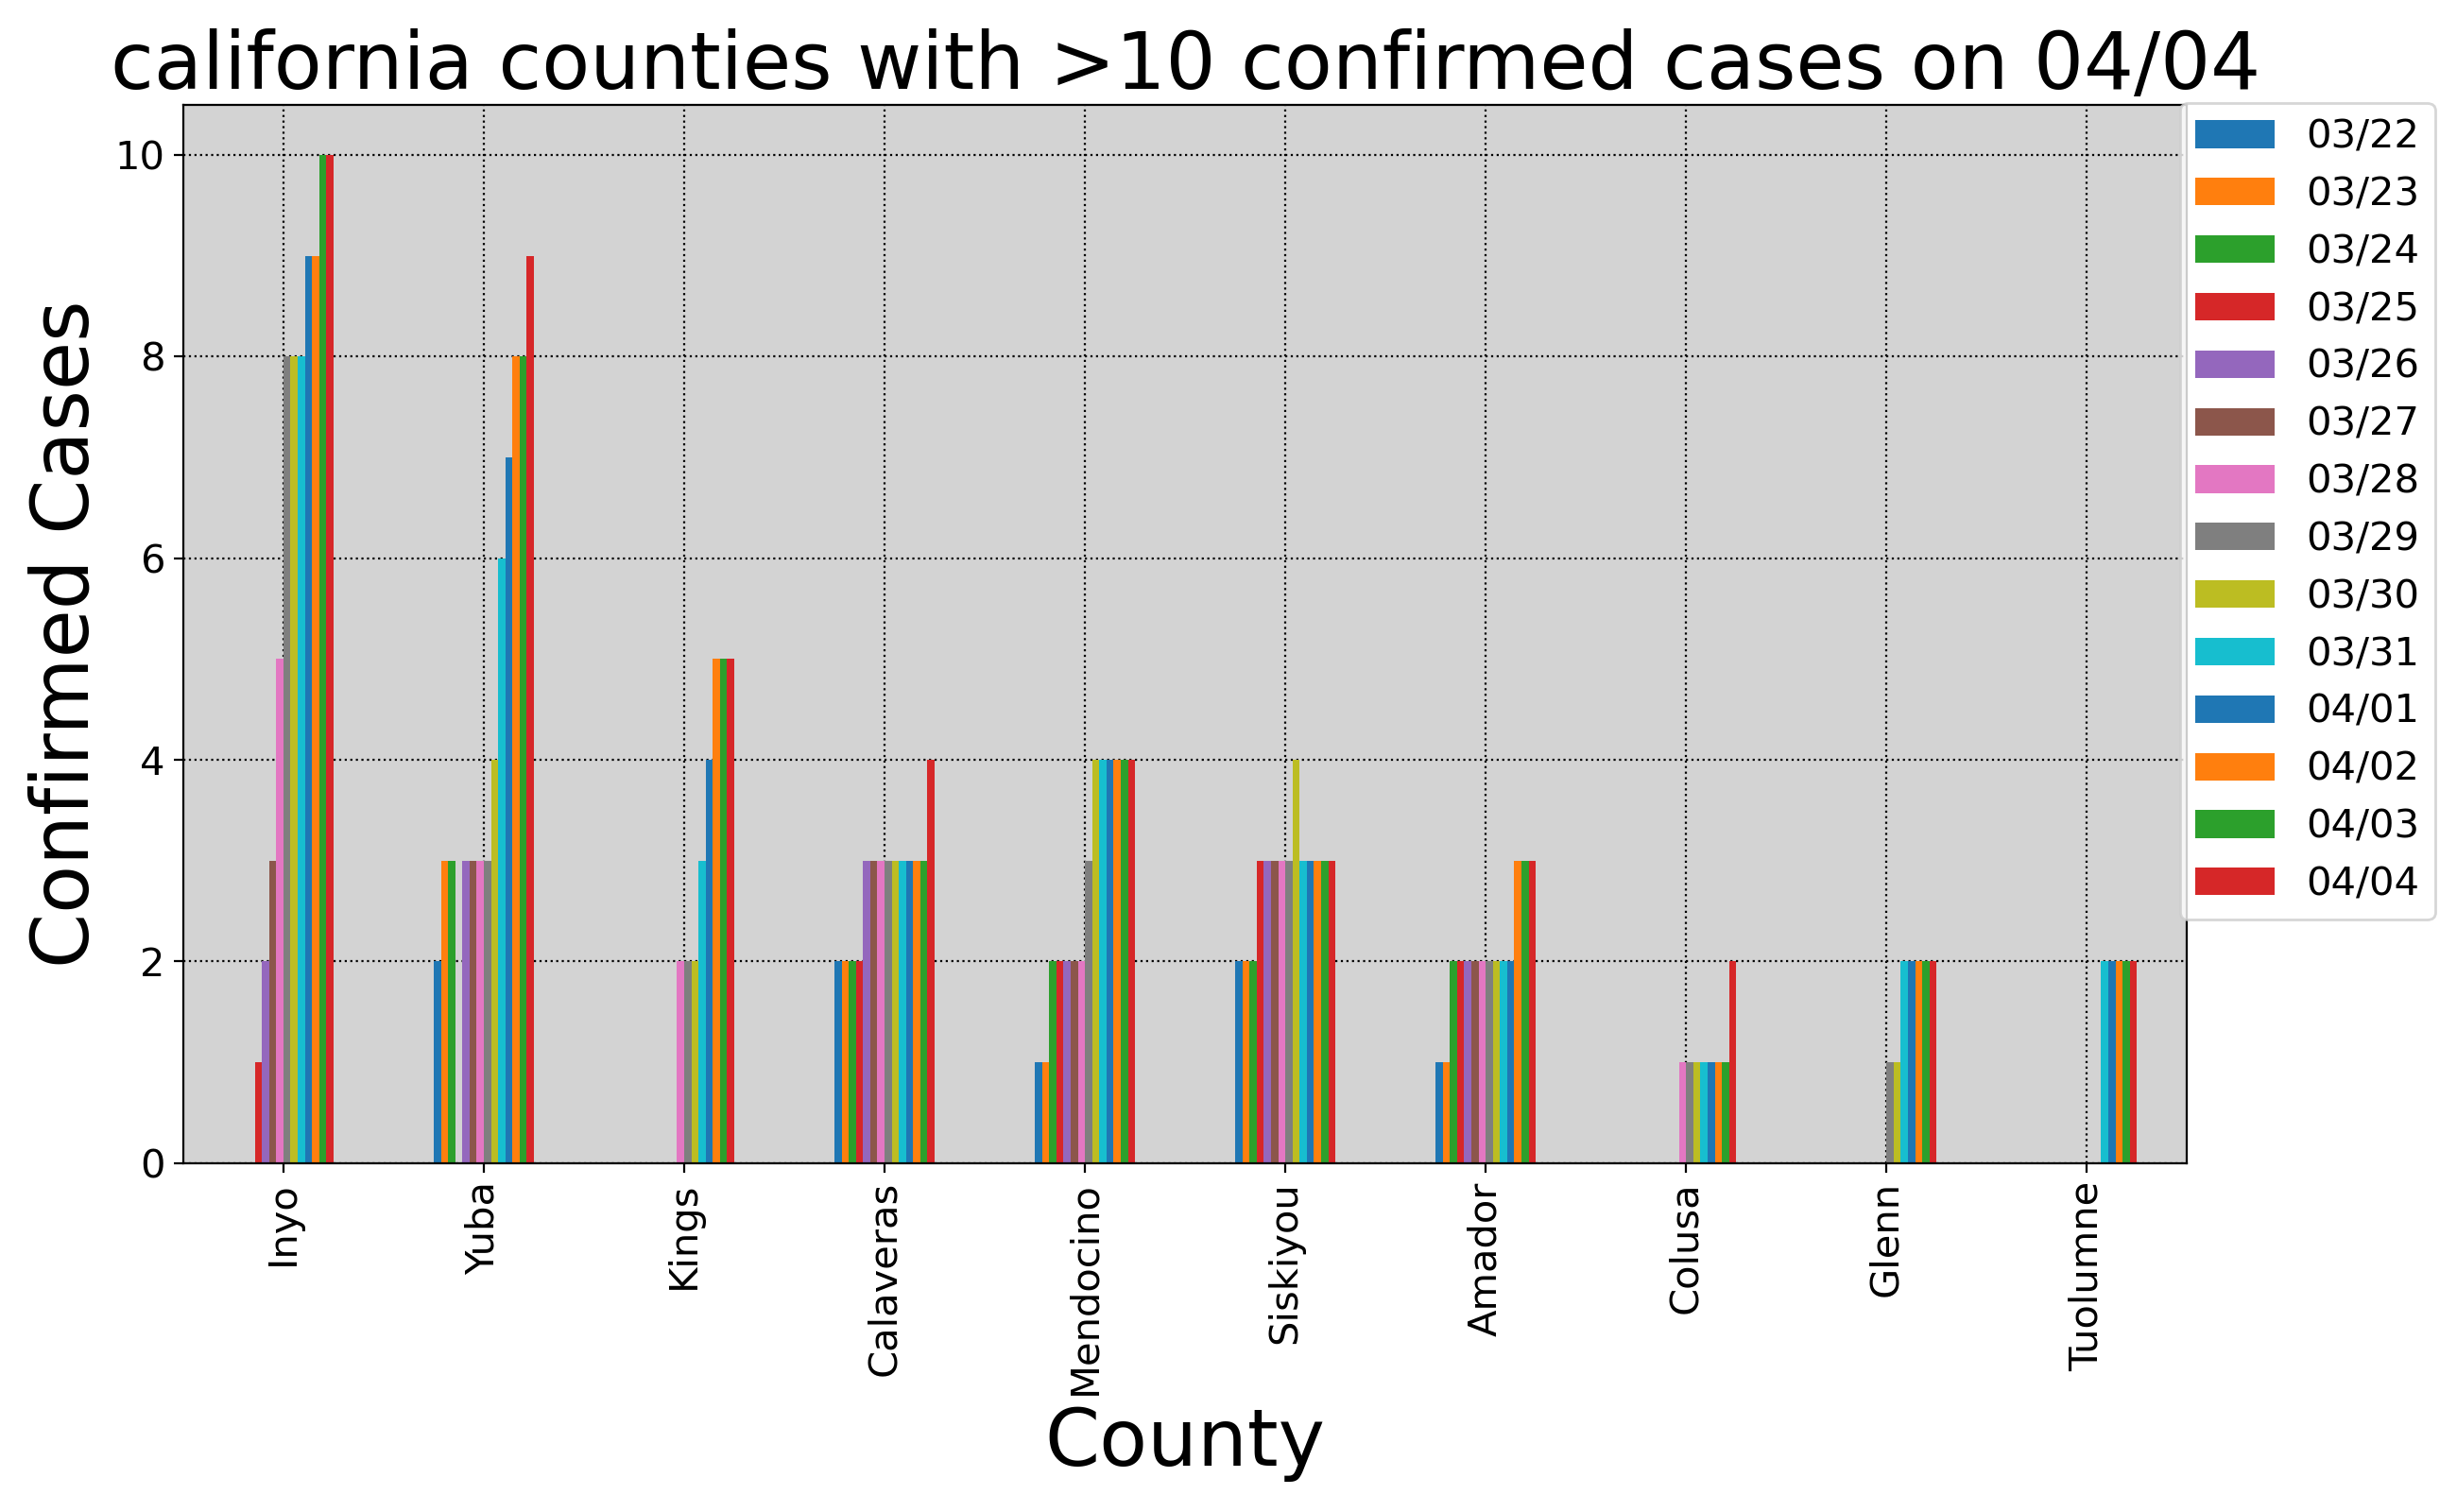 california counties with >10 confirmed cases on 04/04
Confirmed Cases
10
8
6
4
2
0
03/22
03/23
03/24
03/25
03/26
03/27
03/28
03/29
03/30
03/31
04/01
04/02
04/03
04/04
Inyo
Yuba
Kings
Calaveras
Mendocino
Siskiyou
Amador
Colusa
Glenn
Tuolumne
County